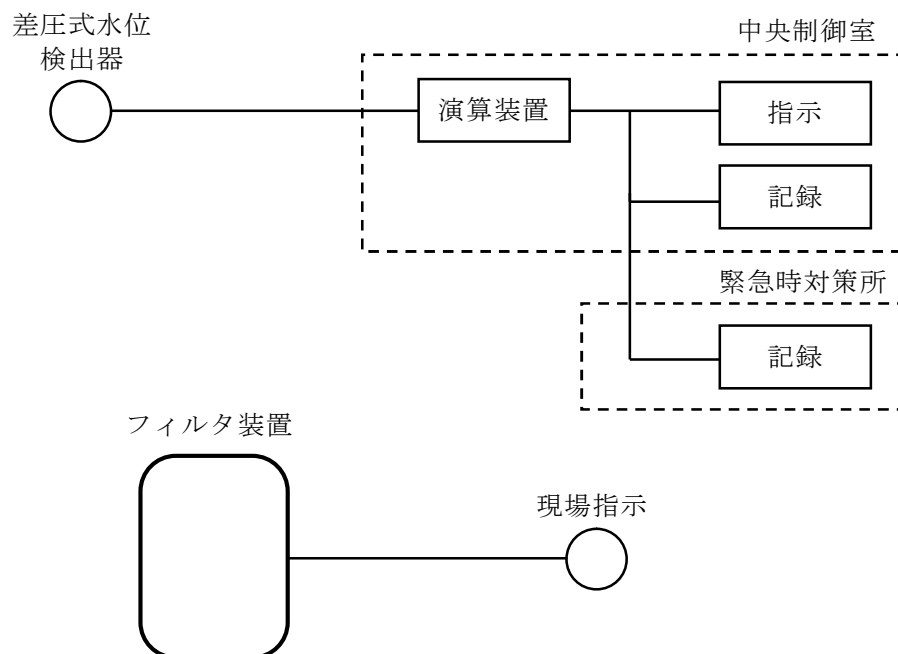 差圧式水位
検出器
中央制御室
演算装置
指示
記録
緊急時対策所
記録
フィルタ装置
現場指示